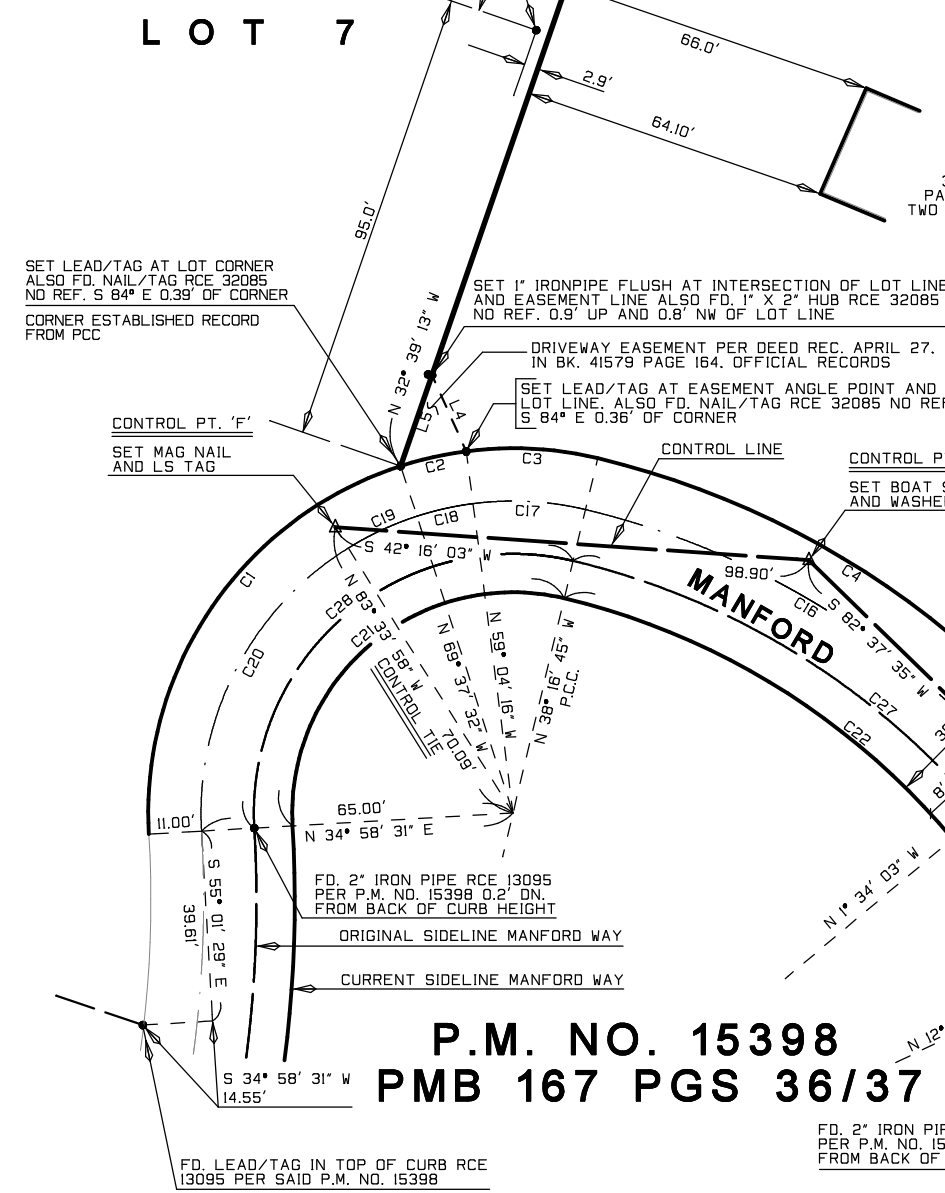 LOT 7
66.0'
2.9'
64.10'
PA
TWO
95.0'
SET LEAD/TAG AT LOT CORNER
ALSO FD. NAIL/TAG RCE 32085
NO REF. S 84° E 0.39' OF CORNER
CORNER ESTABLISHED RECORD
FROM PCC
SET 1" IRONPIPE FLUSH AT INTERSECTION OF LOT LINE
AND EASEMENT LINE ALSO FD. 1" X 2" HUB RCE 32085
NO REF. 0.9' UP AND 0.8' NW OF LOT LINE
N 32° 39' 13" W
DRIVEWAY EASEMENT PER DEED REC. APRIL 27,
IN BK. 41579 PAGE 164, OFFICIAL RECORDS
SET LEAD/TAG AT EASEMENT ANGLE POINT AND
LOT LINE. ALSO FD. NAIL/TAG RCE 32085 NO REF
S 84° E 0.36' OF CORNER
L5
L4
CONTROL PT. 'F'
SET MAG NAIL
AND LS TAG
CONTROL LINE
CONTROL P
SET BOAT S
AND WASHE
C2
C3
C19
C18
C17
S 42° 16' 03" W
98.90'
C4
C16
C1
MANFORD
S 82° 37' 35" W
C28
C21
C20
N 83° 33' 58" W
CONTROL TIE
70.09'
N 69° 37' 32" W
N 59° 04' 16" W
N 38° 16' 45" W
P.C.C.
C27
C22
11.00'
65.00'
N 34° 58' 31" E
N 1° 34' 03" W
S 55° 01' 29" E
39.61'
FD. 2" IRON PIPE RCE 13095
PER P.M. NO. 15398 0.2' DN.
FROM BACK OF CURB HEIGHT
ORIGINAL SIDELINE MANFORD WAY
CURRENT SIDELINE MANFORD WAY
N 12°
P.M. NO. 15398
PMB 167 PGS 36/37
S 34° 58' 31" W
14.55'
FD. 2" IRON PIP
PER P.M. NO. 15
FROM BACK OF
FD. LEAD/TAG IN TOP OF CURB RCE
13095 PER SAID P.M. NO. 15398